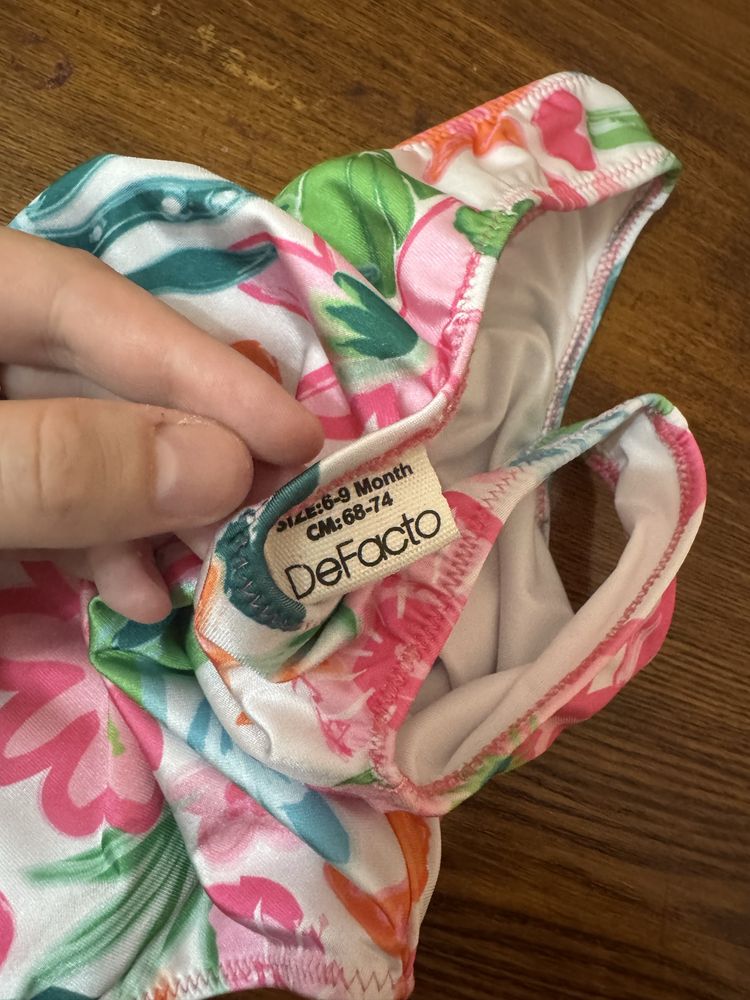 SIZE:6-9 Month
CM:68-74
DeFacto